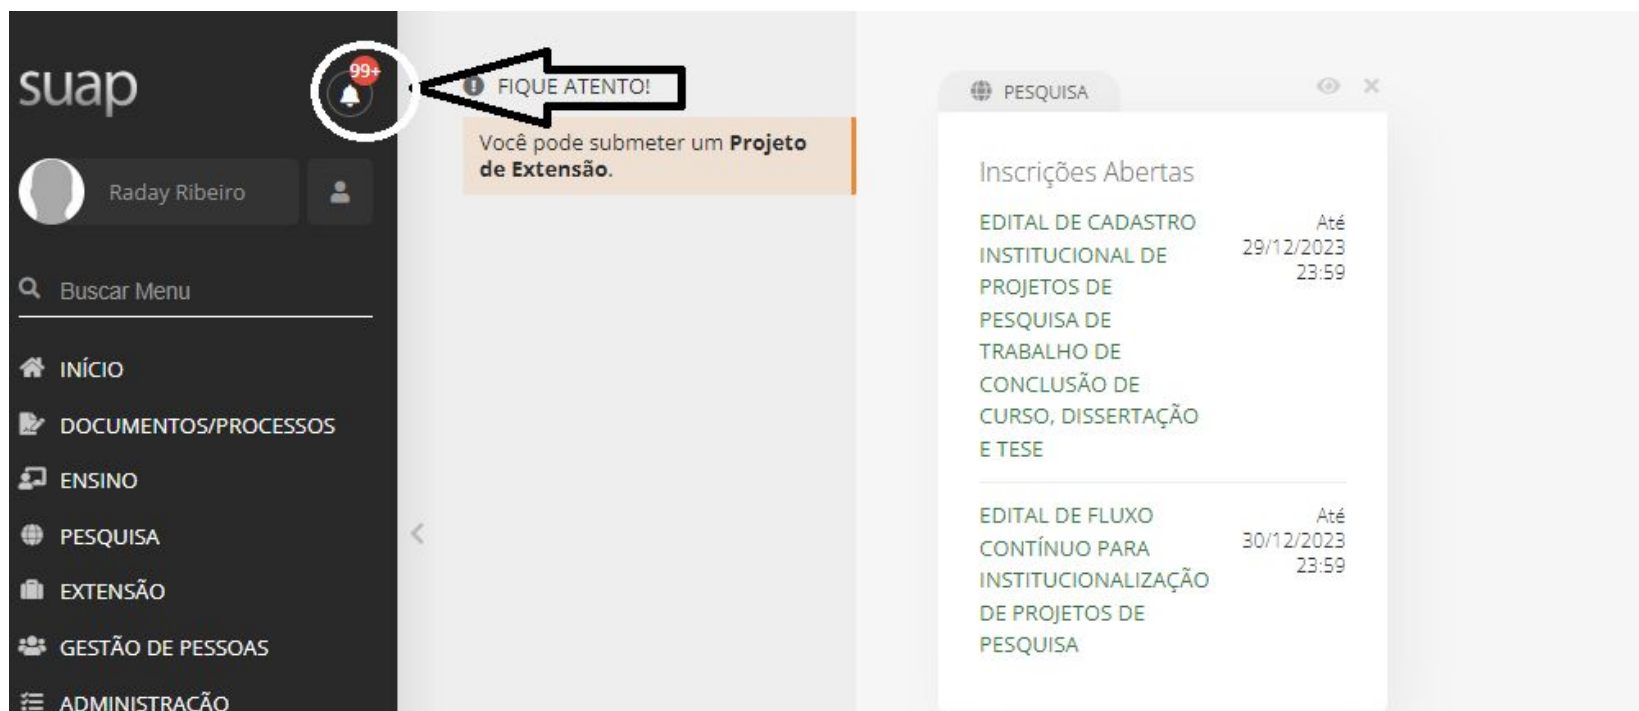 suap
99+
Raday Ribeiro
Buscar Menu
INÍCIO
DOCUMENTOS/PROCESSOS
ENSINO
PESQUISA
EXTENSÃO
GESTÃO DE PESSOAS
ADMINISTRAÇÃO
FIQUE ATENTO!
Você pode submeter um Projeto
de Extensão.
PESQUISA
Inscrições Abertas
EDITAL DE CADASTRO
INSTITUCIONAL DE
PROJETOS DE
PESQUISA DE
TRABALHO DE
CONCLUSÃO DE
CURSO, DISSERTAÇÃO
E TESE
Até
29/12/2023
23:59
EDITAL DE FLUXO
CONTÍNUO PARA
INSTITUCIONALIZAÇÃO
DE PROJETOS DE
PESQUISA
Até
30/12/2023
23:59